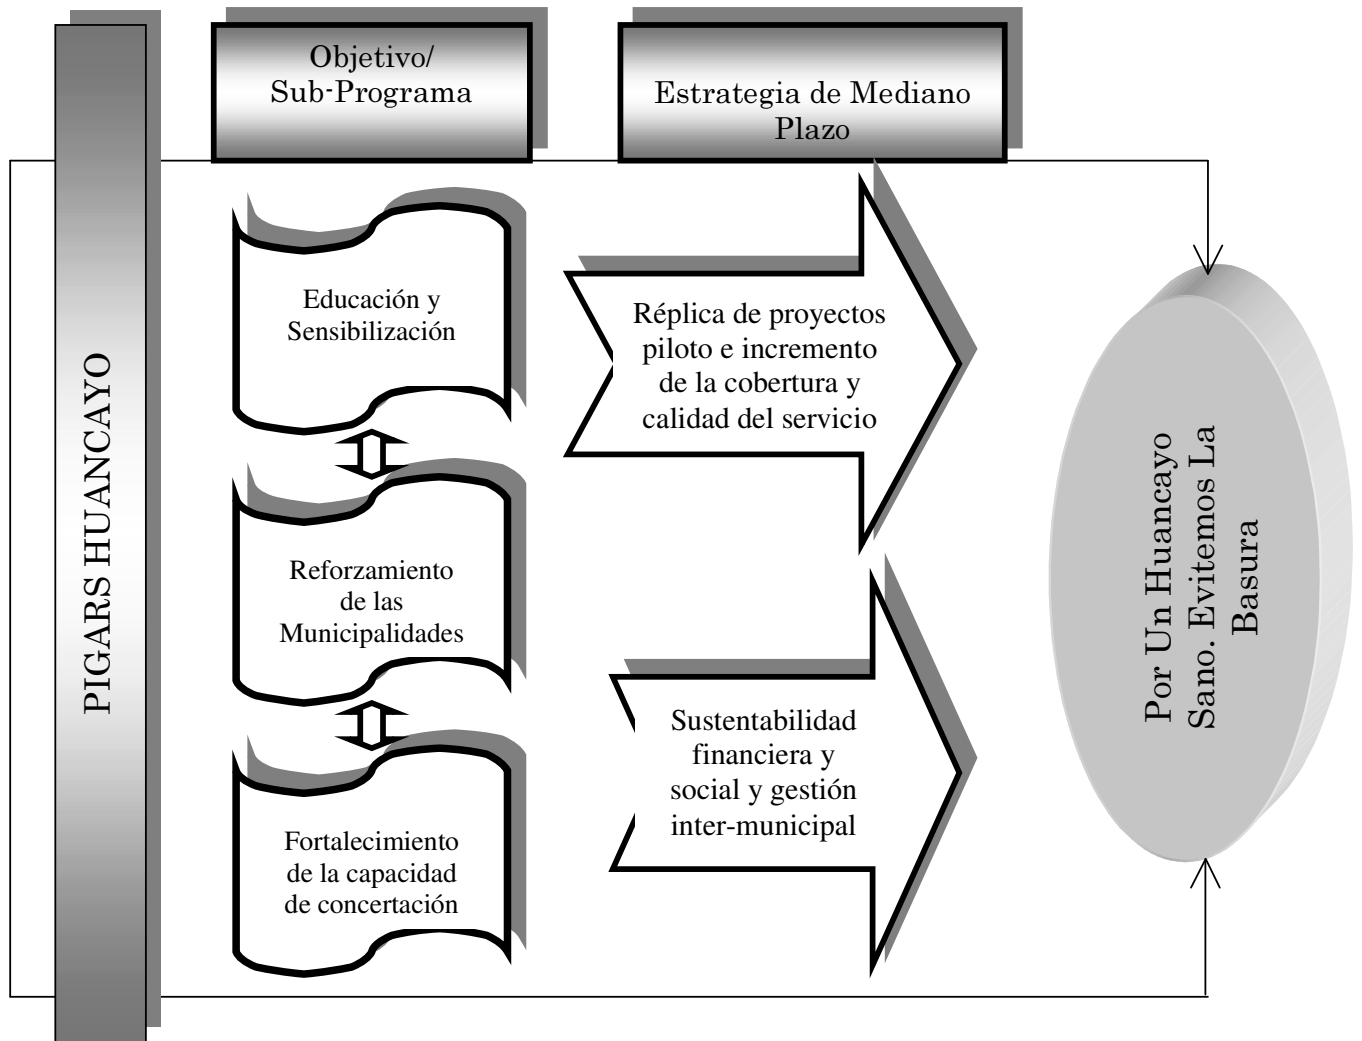 PIGARS HUANCAYO
Objetivo/
Sub-Programa
Estrategia de Mediano
Plazo
Educación y
Sensibilización
Reforzamiento
de las
Municipalidades
Fortalecimiento
de la capacidad
de concertación
Réplica de proyectos
piloto e incremento
de la cobertura y
calidad del servicio
Sustentabilidad
financiera y
social y gestión
inter-municipal
Por Un Huancayo
Sano. Evitemos La
Basura